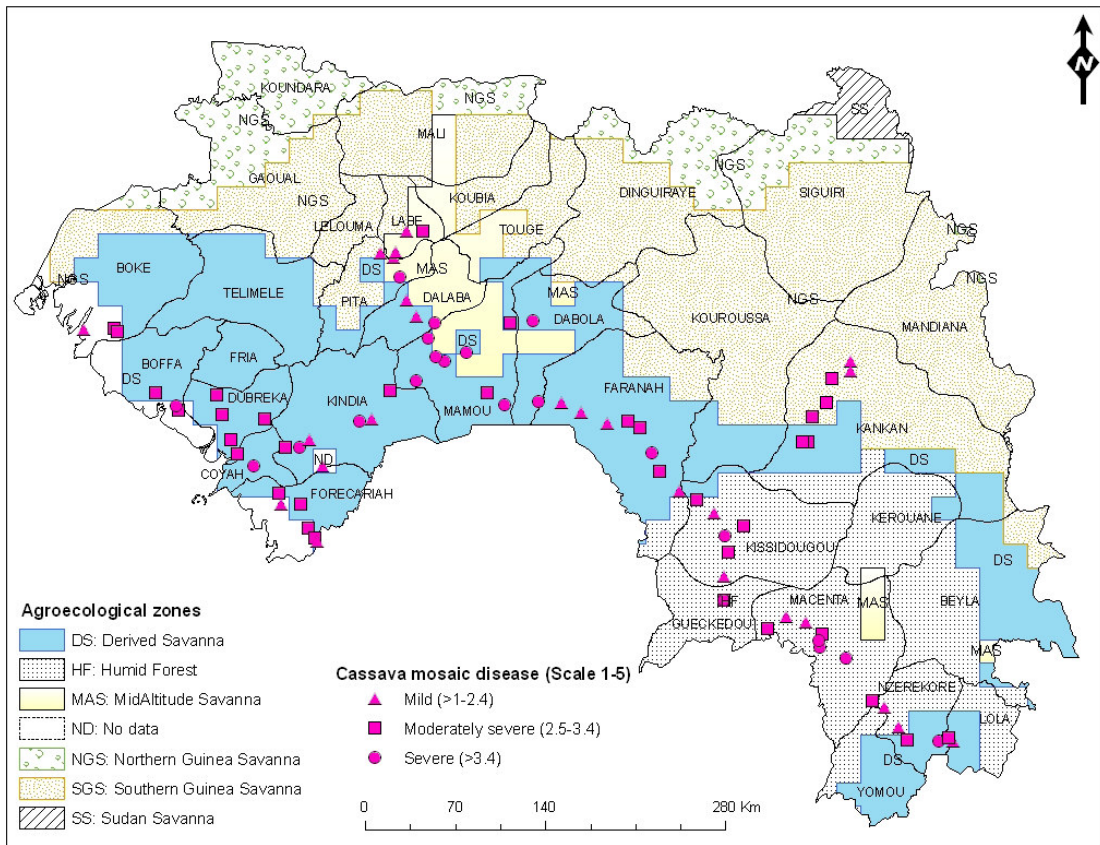 N
KOUNDARA
NGS
SS
NGS
MALI
NGS
GAOUAL
DINGUIRAYE
SIGUIRI
NGS
KOUBIA
LELOUMA
LABE
TOUGE
NGS
BOKE
MAS
NGS
DS
NGS
TELIMELE
MAS
NGS
PITA
DALABA
DABOLA
KOUROUSSA
MANDIANA
DS
BOFFA
FRIA
DS
FARANAH
DUBREKA
KINDIA
MAMOU
KANKAN
ND
DS
COYAH
FORECARIAH
KEROUANE
KISSIDOUGOU
DS
HF
MACENTA
MAS
BEYLA
GUECKEDOU
MAS
NZEREKORE
LOLA
DS
YOMOU
Agroecological zones
DS: Derived Savanna
HF: Humid Forest
MAS: MidAltitude Savanna
ND: No data
NGS: Northern Guinea Savanna
SGS: Southern Guinea Savanna
SS: Sudan Savanna
Cassava mosaic disease (Scale 1-5)
Mild (>1-2.4)
Moderately severe (2.5-3.4)
Severe (>3.4)
0 70 140 280 Km